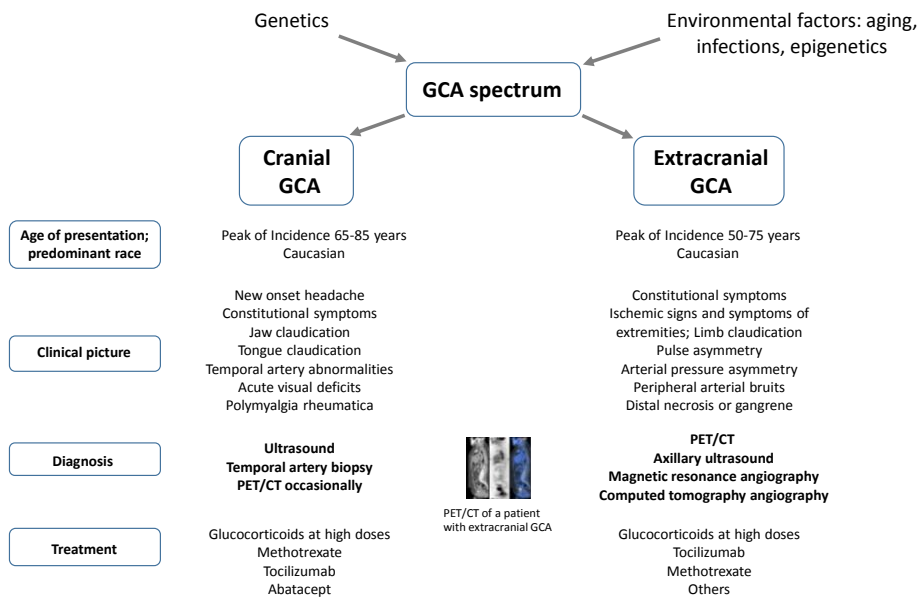 Genetics
Environmental factors: aging,
infections, epigenetics
GCA spectrum
Cranial
GCA
Extracranial
GCA
Age of presentation;
predominant race
Peak of Incidence 65-85 years
Caucasian
Peak of Incidence 50-75 years
Caucasian
Clinical picture
New onset headache
Constitutional symptoms
Jaw claudication
Tongue claudication
Temporal artery abnormalities
Acute visual deficits
Polymyalgia rheumatica
Constitutional symptoms
Ischemic signs and symptoms of
extremities; Limb claudication
Pulse asymmetry
Arterial pressure asymmetry
Peripheral arterial bruits
Distal necrosis or gangrene
Diagnosis
Ultrasound
Temporal artery biopsy
PET/CT occasionally
PET/CT of a patient
with extracranial GCA
PET/CT
Axillary ultrasound
Magnetic resonance angiography
Computed tomography angiography
Treatment
Glucocorticoids at high doses
Methotrexate
Tocilizumab
Abatacept
Glucocorticoids at high doses
Tocilizumab
Methotrexate
Others